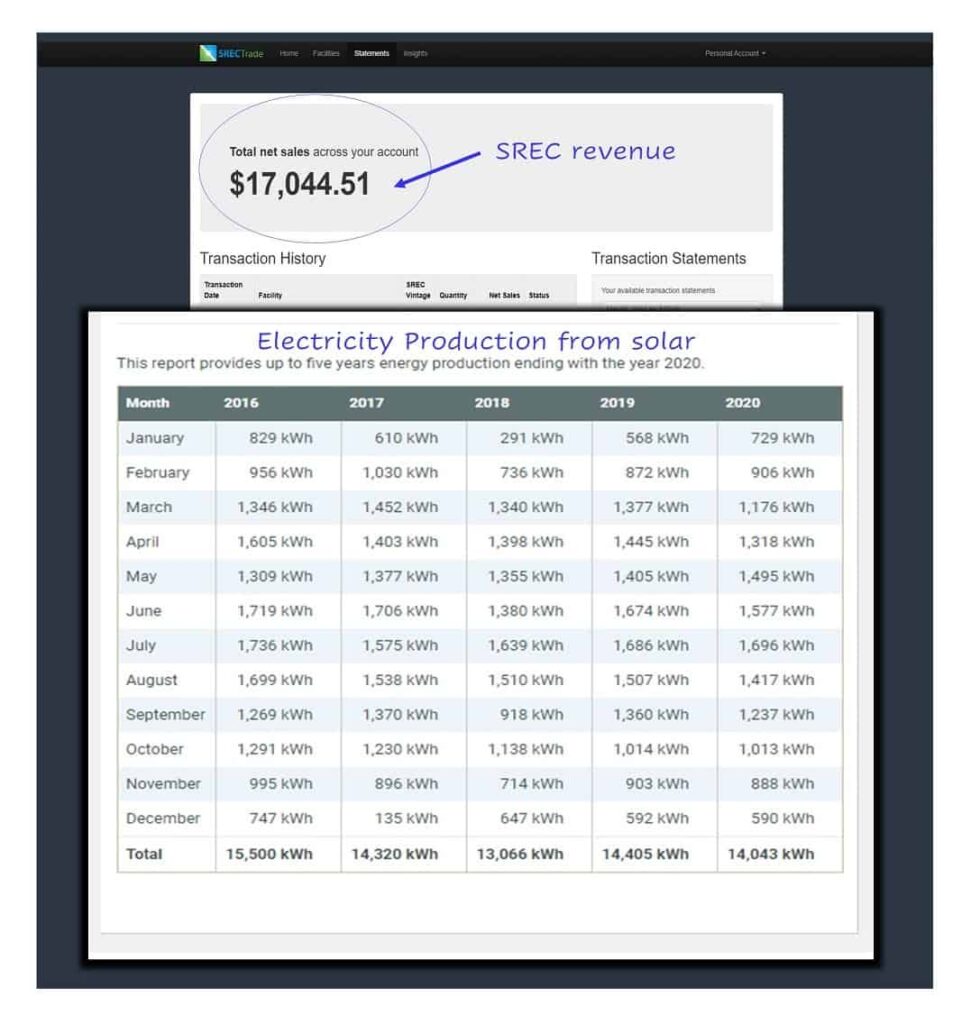 SRECTrade Home Facilities Statements Insights Personal Account
Total net sales across your account
$17,044.51
SREC revenue
Transaction History
Transaction Statements
Transaction Date Facility SREC Vintage Quantity Net Sales Status
Your available transaction statements
Electricity Production from solar
This report provides up to five years energy production ending with the year 2020.
Month 2016 2017 2018 2019 2020
January 829 kWh 610 kWh 291 kWh 568 kWh 729 kWh
February 956 kWh 1,030 kWh 736 kWh 872 kWh 906 kWh
March 1,346 kWh 1,452 kWh 1,340 kWh 1,377 kWh 1,176 kWh
April 1,605 kWh 1,403 kWh 1,398 kWh 1,445 kWh 1,318 kWh
May 1,309 kWh 1,377 kWh 1,355 kWh 1,405 kWh 1,495 kWh
June 1,719 kWh 1,706 kWh 1,380 kWh 1,674 kWh 1,577 kWh
July 1,736 kWh 1,575 kWh 1,639 kWh 1,686 kWh 1,696 kWh
August 1,699 kWh 1,538 kWh 1,510 kWh 1,507 kWh 1,417 kWh
September 1,269 kWh 1,370 kWh 918 kWh 1,360 kWh 1,237 kWh
October 1,291 kWh 1,230 kWh 1,138 kWh 1,014 kWh 1,013 kWh
November 995 kWh 896 kWh 714 kWh 903 kWh 888 kWh
December 747 kWh 135 kWh 647 kWh 592 kWh 590 kWh
Total 15,500 kWh 14,320 kWh 13,066 kWh 14,405 kWh 14,043 kWh